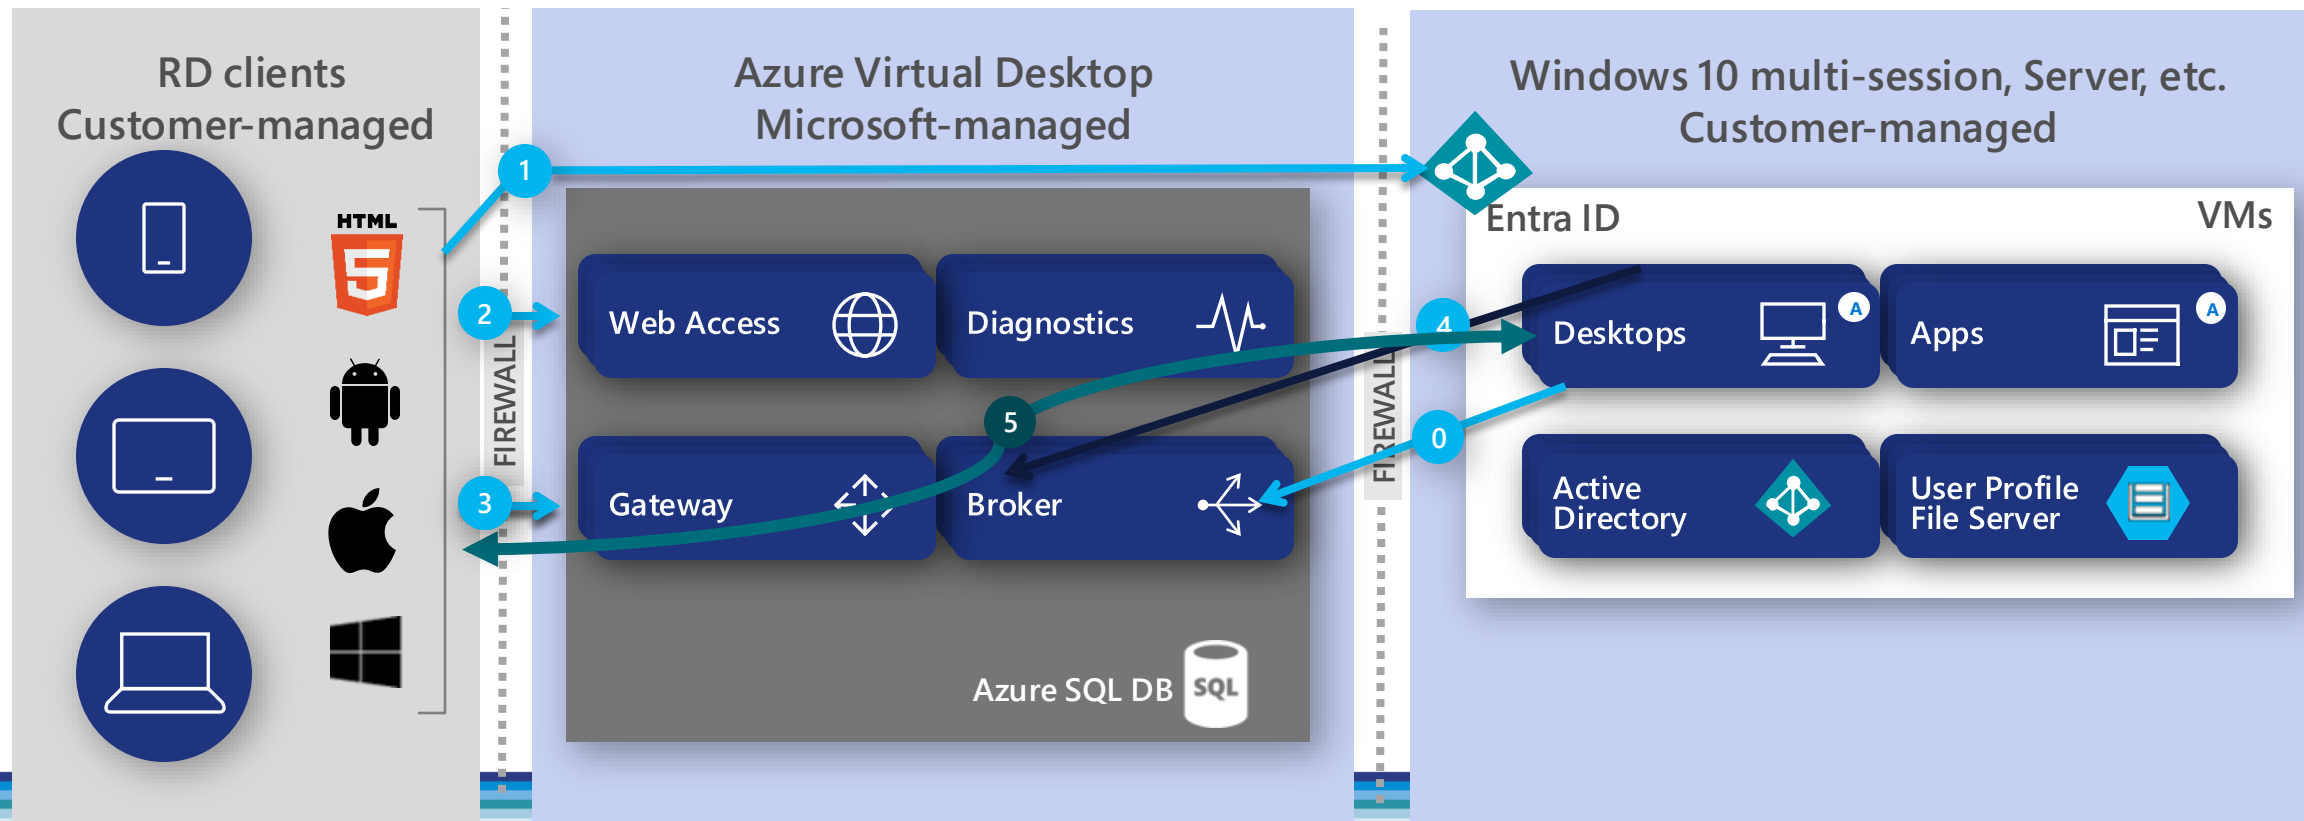 RD clients
Customer-managed
Azure Virtual Desktop
Microsoft-managed
Windows 10 multi-session, Server, etc.
Customer-managed
1
HTML
5
Entra ID
VMs
2
Web Access
Diagnostics
4
Desktops
A
Apps
A
FIREWALL
FIREWALL
5
0
3
Gateway
Broker
Active
Directory
User Profile
File Server
Azure SQL DB
SQL